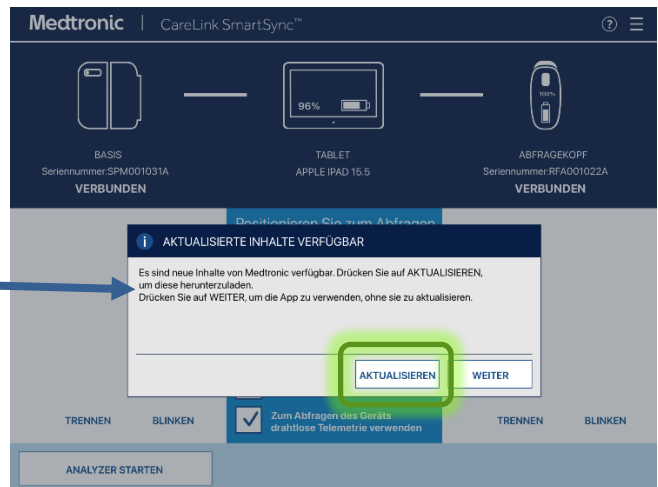 Medtronic | CareLink SmartSync™
?
96%
100%
BASIS
Seriennummer:SPM001031A
VERBUNDEN
TABLET
APPLE IPAD 15.5
ABFRAGEKOPF
Seriennummer:RFA001022A
VERBUNDEN
Positionieren Sie zum Abfragen
i AKTUALISIERTE INHALTE VERFÜGBAR
Es sind neue Inhalte von Medtronic verfügbar. Drücken Sie auf AKTUALISIEREN,
um diese herunterzuladen.
Drücken Sie auf WEITER, um die App zu verwenden, ohne sie zu aktualisieren.
AKTUALISIEREN
WEITER
TRENNEN
BLINKEN
Zum Abfragen des Geräts
drahtlose Telemetrie verwenden
TRENNEN
BLINKEN
ANALYZER STARTEN